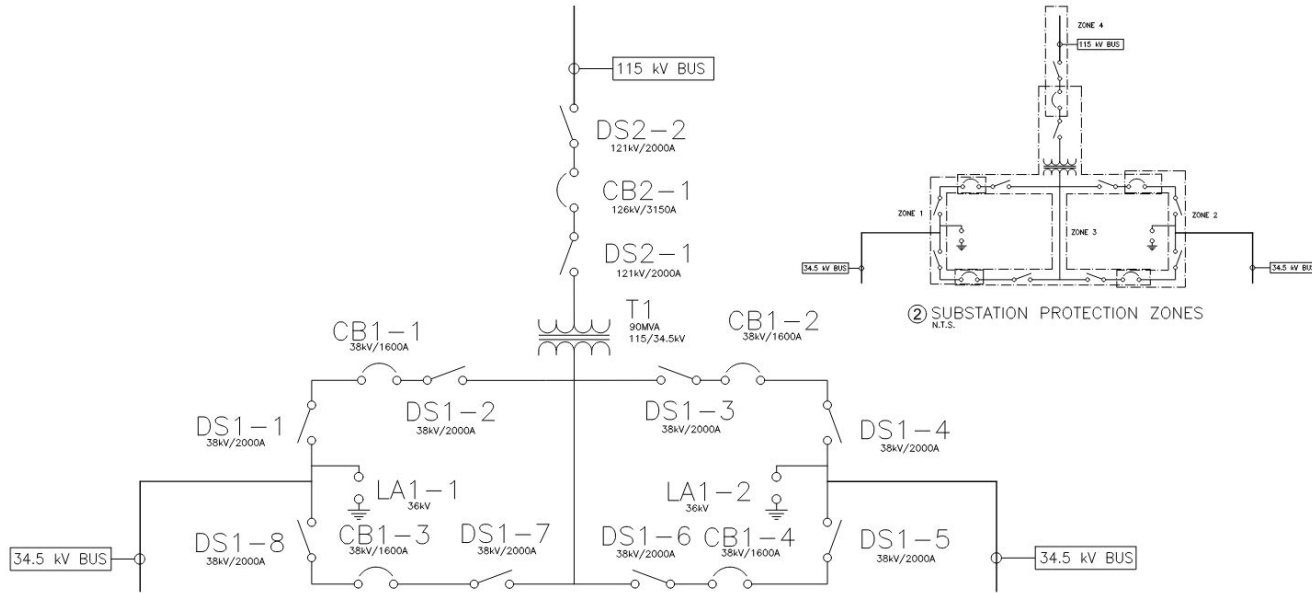 115 kV BUS
DS2-2
121kV/2000A
CB2-1
126kV/3150A
DS2-1
121kV/2000A
T1
90MVA
115/34.5kV
CB1-1
38kV/1600A
CB1-2
38kV/1600A
DS1-2
38kV/2000A
DS1-3
38kV/2000A
DS1-1
38kV/2000A
DS1-4
38kV/2000A
LA1-1
36kV
LA1-2
36kV
DS1-8
38kV/2000A
CB1-3
38kV/1600A
DS1-7
38kV/2000A
DS1-6
38kV/2000A
CB1-4
38kV/1600A
DS1-5
38kV/2000A
34.5 kV BUS
34.5 kV BUS
ZONE 4
115 kV BUS
ZONE 1
ZONE 2
ZONE 3
34.5 kV BUS
34.5 kV BUS
2 SUBSTATION PROTECTION ZONES
N.T.S.